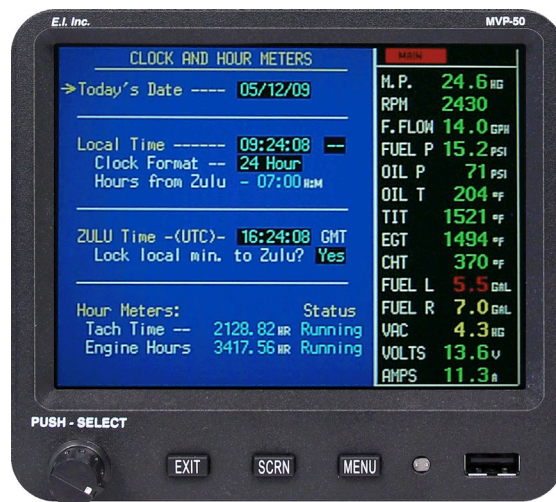 E.I. Inc. MVP-50
CLOCK AND HOUR METERS
→Today's Date ---- 05/12/09
Local Time ------ 09:24:08 --
Clock Format -- 24 Hour
Hours from Zulu - 07:00 H:M
ZULU Time -(UTC)- 16:24:08 GMT
Lock local min. to Zulu? Yes
Hour Meters: Status
Tach Time -- 2128.82 HR Running
Engine Hours 3417.56 HR Running
MAIN
M.P. 24.6 HG
RPM 2430
F.FLOW 14.0 GPH
FUEL P 15.2 PSI
OIL P 71 PSI
OIL T 204 °F
TIT 1521 °F
EGT 1494 °F
CHT 370 °F
FUEL L 5.5 GAL
FUEL R 7.0 GAL
VAC 4.3 HG
VOLTS 13.6 V
AMPS 11.3 A
PUSH - SELECT
EXIT SCRN MENU